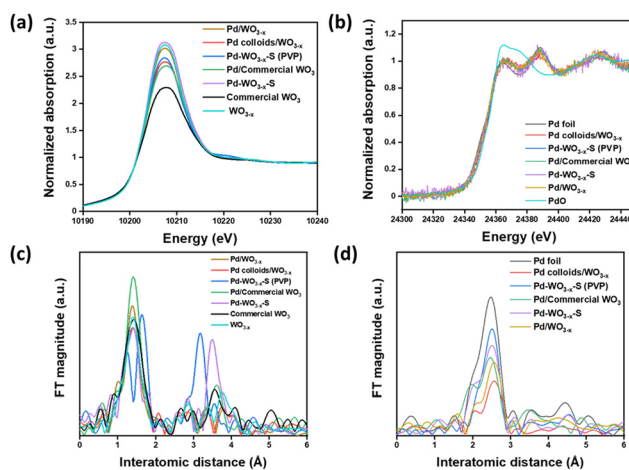 (a)
Normalized absorption (a.u.)
3.5
3
2.5
2
1.5
1
0.5
0
10190 10200 10210 10220 10230 10240
Energy (eV)
Pd/WO3-x
Pd colloids/WO3-x
Pd-WO3-x-S (PVP)
Pd/Commercial WO3
Pd-WO3-x-S
Commercial WO3
WO3-x
(b)
Normalized absorption (a.u.)
1.2
1
0.8
0.6
0.4
0.2
0
24300 24320 24340 24360 24380 24400 24420 24440
Energy (eV)
Pd foil
Pd colloids/WO3-x
Pd-WO3-x-S (PVP)
Pd/Commercial WO
Pd-WO3-x-S
Pd/WO3-x
PdO
(c)
FT magnitude (a.u.)
0 1 2 3 4 5 6
Interatomic distance (Å)
Pd/WO3-x
Pd colloids/WO3-x
Pd-WO3-x-S (PVP)
Pd/Commercial WO3
Pd-WO3-x-S
Commercial WO3
WO3-x
(d)
FT magnitude (a.u.)
0 1 2 3 4 5 6
Interatomic distance (Å)
Pd foil
Pd colloids/WO3-x
Pd-WO3-x-S (PVP)
Pd/Commercial WO3
Pd-WO3-x-S
Pd/WO3-x